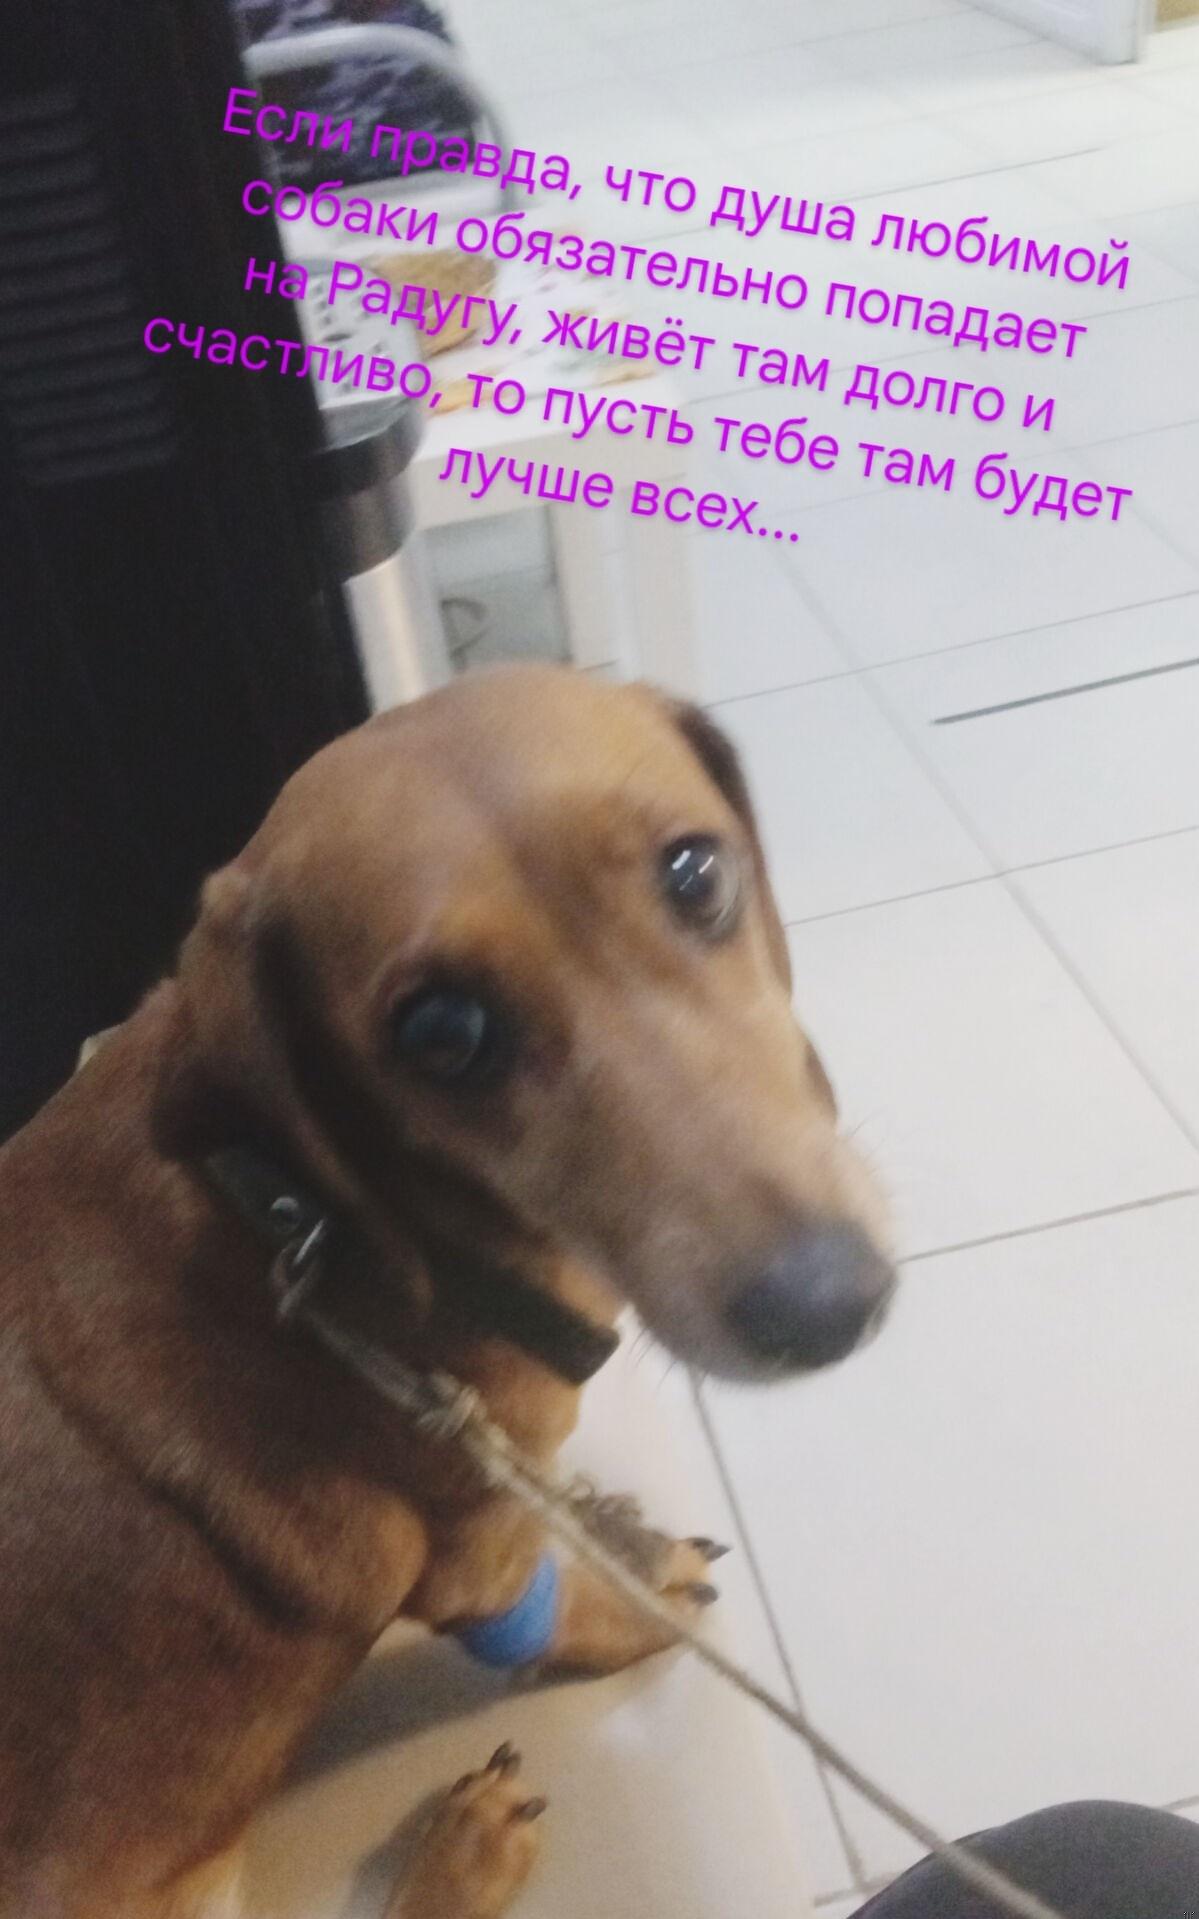 Если правда, что душа любимой
собаки обязательно попадает
на Радугу, живёт там долго и
счастливо, то пусть тебе там будет
лучше всех...